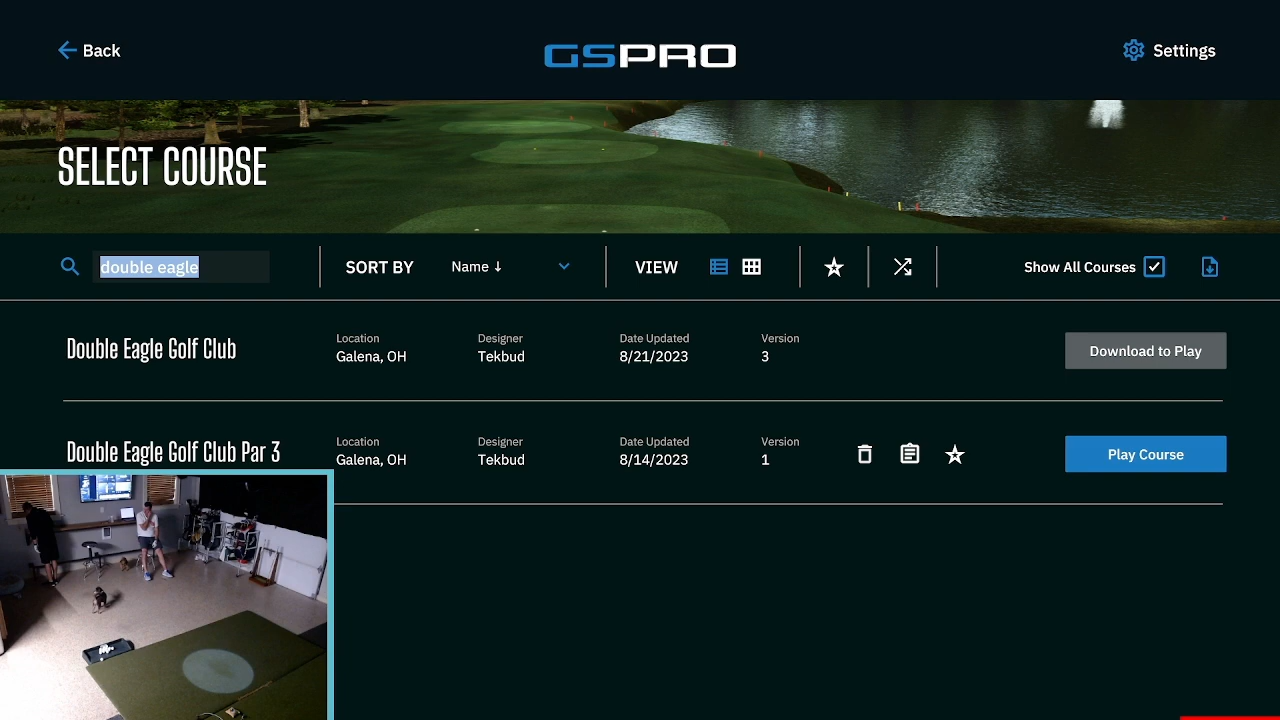 Back
GSPRO
Settings
SELECT COURSE
double eagle
SORT BY
Name ↓
VIEW
Show All Courses
Double Eagle Golf Club
Location
Galena, OH
Designer
Tekbud
Date Updated
8/21/2023
Version
3
Download to Play
Double Eagle Golf Club Par 3
Location
Galena, OH
Designer
Tekbud
Date Updated
8/14/2023
Version
1
Play Course